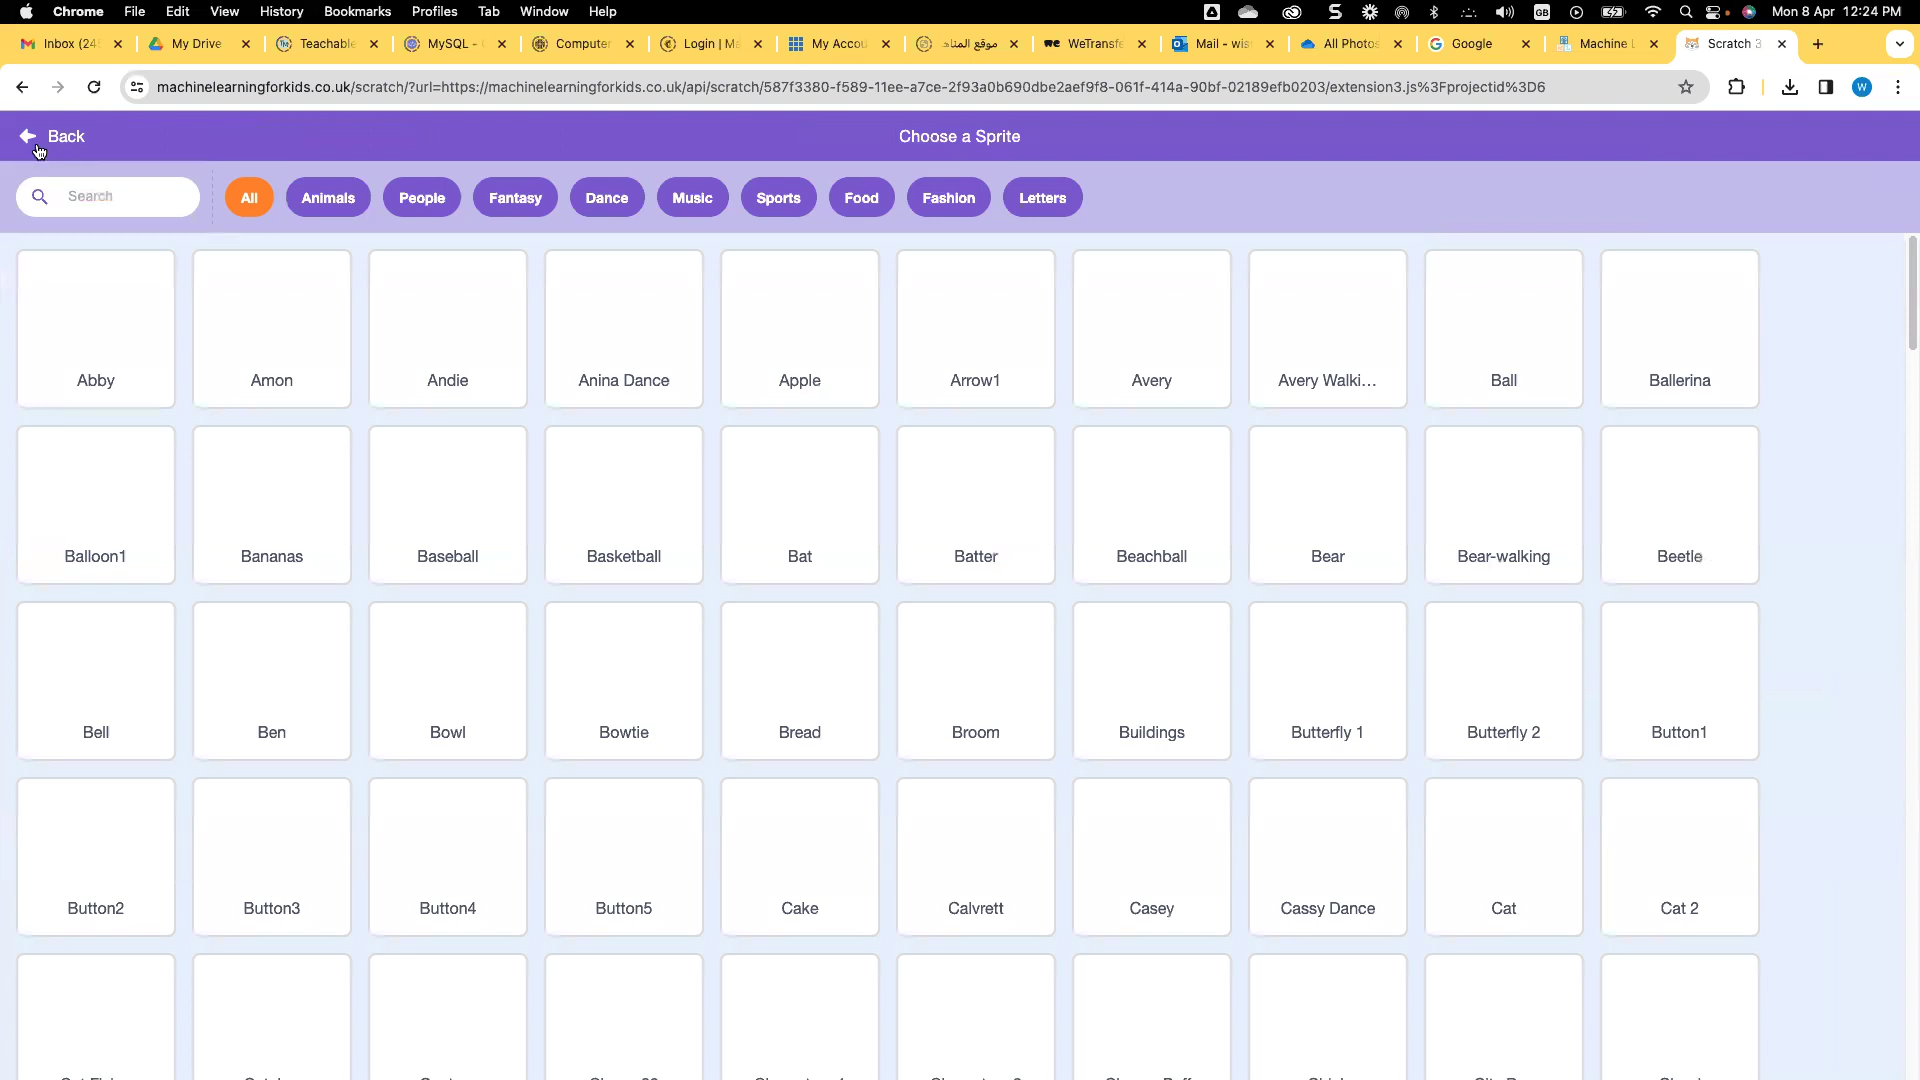 Chrome File Edit View History Bookmarks Profiles Tab Window Help Mon 8 Apr 12:24 PM
Inbox (24 My Drive Teachable MySQL - Computer Login | M My Accou موقع المناه WeTransfe Mail - wis All Photos Google Machine L Scratch 3
machinelearningforkids.co.uk/scratch/?url=https://machinelearningforkids.co.uk/api/scratch/587f3380-f589-11ee-a7ce-2f93a0b690dbe2aef9f8-061f-414a-90bf-02189efb0203/extension3.js%3Fprojectid%3D6 W
Back Choose a Sprite
Search All Animals People Fantasy Dance Music Sports Food Fashion Letters
Abby Amon Andie Anina Dance Apple Arrow1 Avery Avery Walki... Ball Ballerina
Balloon1 Bananas Baseball Basketball Bat Batter Beachball Bear Bear-walking Beetle
Bell Ben Bowl Bowtie Bread Broom Buildings Butterfly 1 Butterfly 2 Button1
Button2 Button3 Button4 Button5 Cake Calvrett Casey Cassy Dance Cat Cat 2